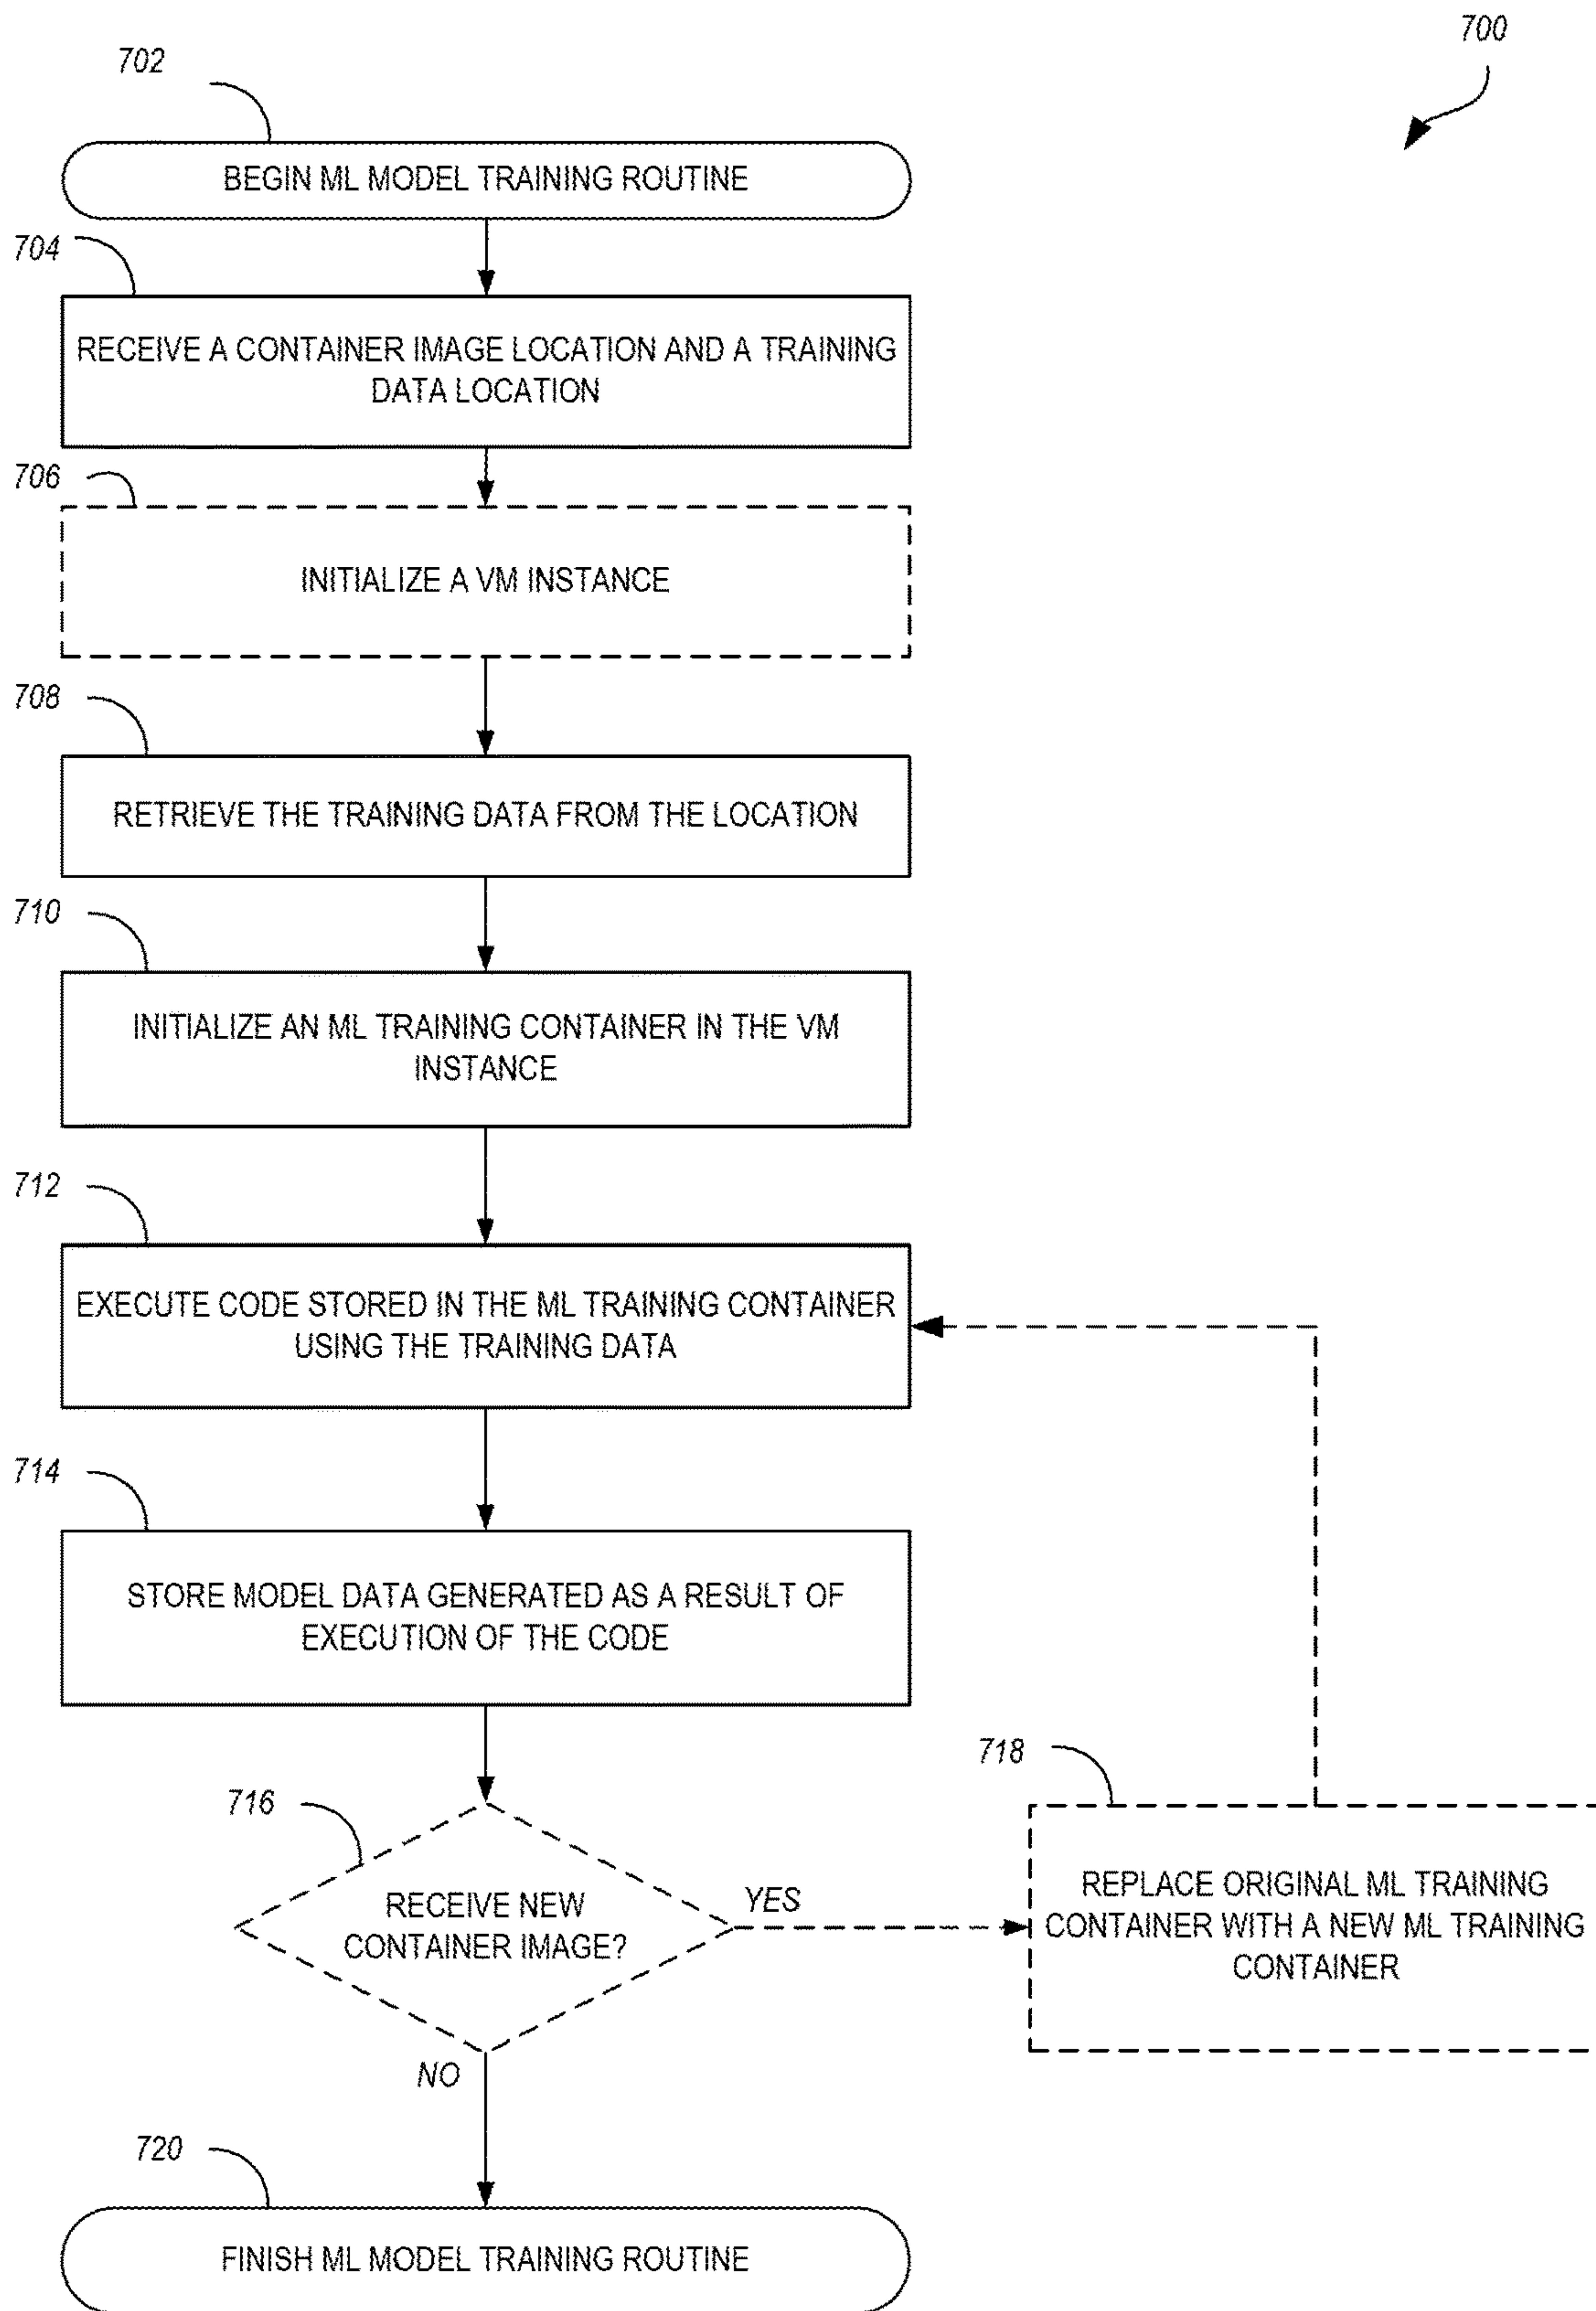 700
702
BEGIN ML MODEL TRAINING ROUTINE
704
RECEIVE A CONTAINER IMAGE LOCATION AND A TRAINING
DATA LOCATION
706
INITIALIZE A VM INSTANCE
708
RETRIEVE THE TRAINING DATA FROM THE LOCATION
710
INITIALIZE AN ML TRAINING CONTAINER IN THE VM
INSTANCE
712
EXECUTE CODE STORED IN THE ML TRAINING CONTAINER
USING THE TRAINING DATA
714
STORE MODEL DATA GENERATED AS A RESULT OF
EXECUTION OF THE CODE
716
RECEIVE NEW
CONTAINER IMAGE?
YES
718
REPLACE ORIGINAL ML TRAINING
CONTAINER WITH A NEW ML TRAINING
CONTAINER
NO
720
FINISH ML MODEL TRAINING ROUTINE